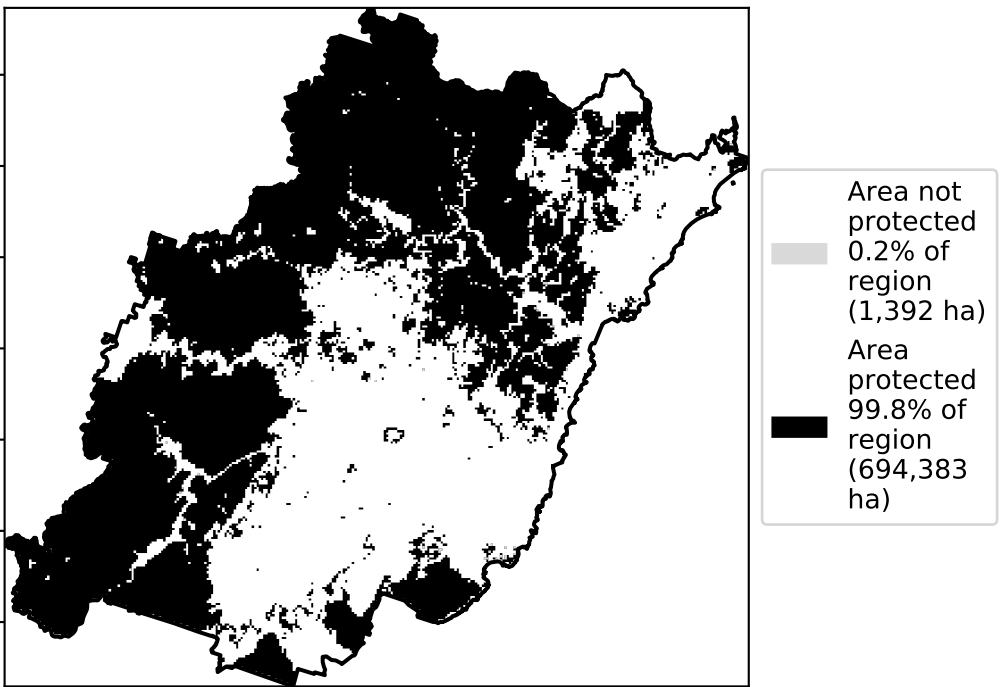 Area not
protected
0.2% of
region
(1,392 ha)
Area
protected
99.8% of
region
(694,383
ha)